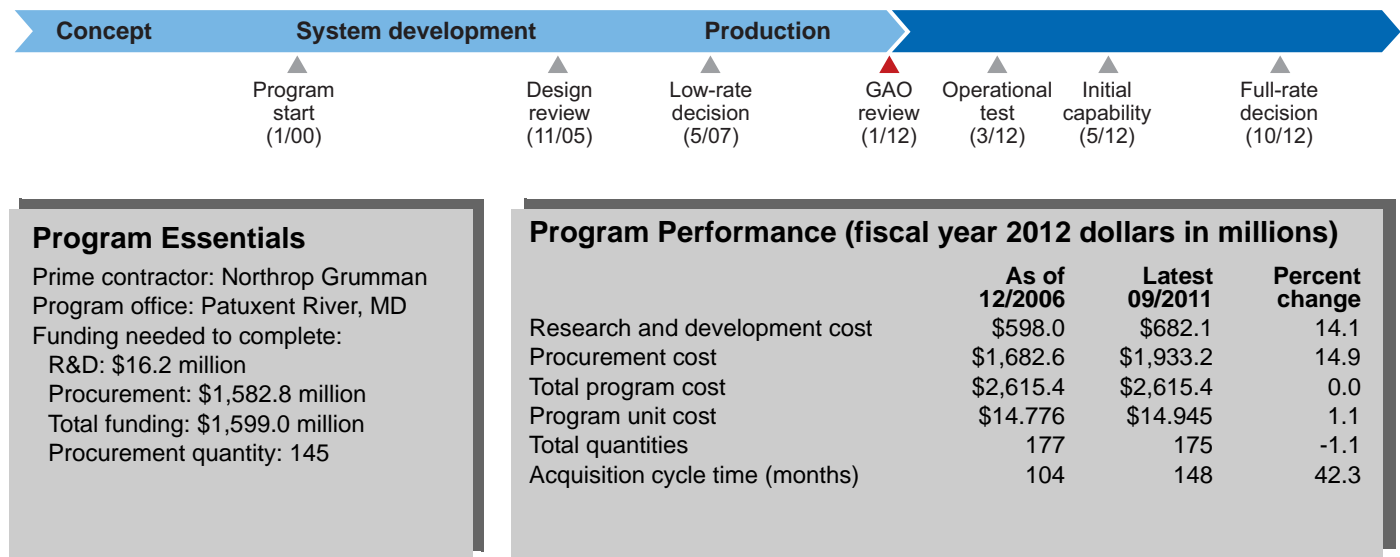 Concept System development Production
Program start (1/00)
Design review (11/05)
Low-rate decision (5/07)
GAO review (1/12)
Operational test (3/12)
Initial capability (5/12)
Full-rate decision (10/12)
Program Essentials
Prime contractor: Northrop Grumman
Program office: Patuxent River, MD
Funding needed to complete:
R&D: $16.2 million
Procurement: $1,582.8 million
Total funding: $1,599.0 million
Procurement quantity: 145
Program Performance (fiscal year 2012 dollars in millions)
As of 12/2006 Latest 09/2011 Percent change
Research and development cost $598.0 $682.1 14.1
Procurement cost $1,682.6 $1,933.2 14.9
Total program cost $2,615.4 $2,615.4 0.0
Program unit cost $14.776 $14.945 1.1
Total quantities 177 175 -1.1
Acquisition cycle time (months) 104 148 42.3